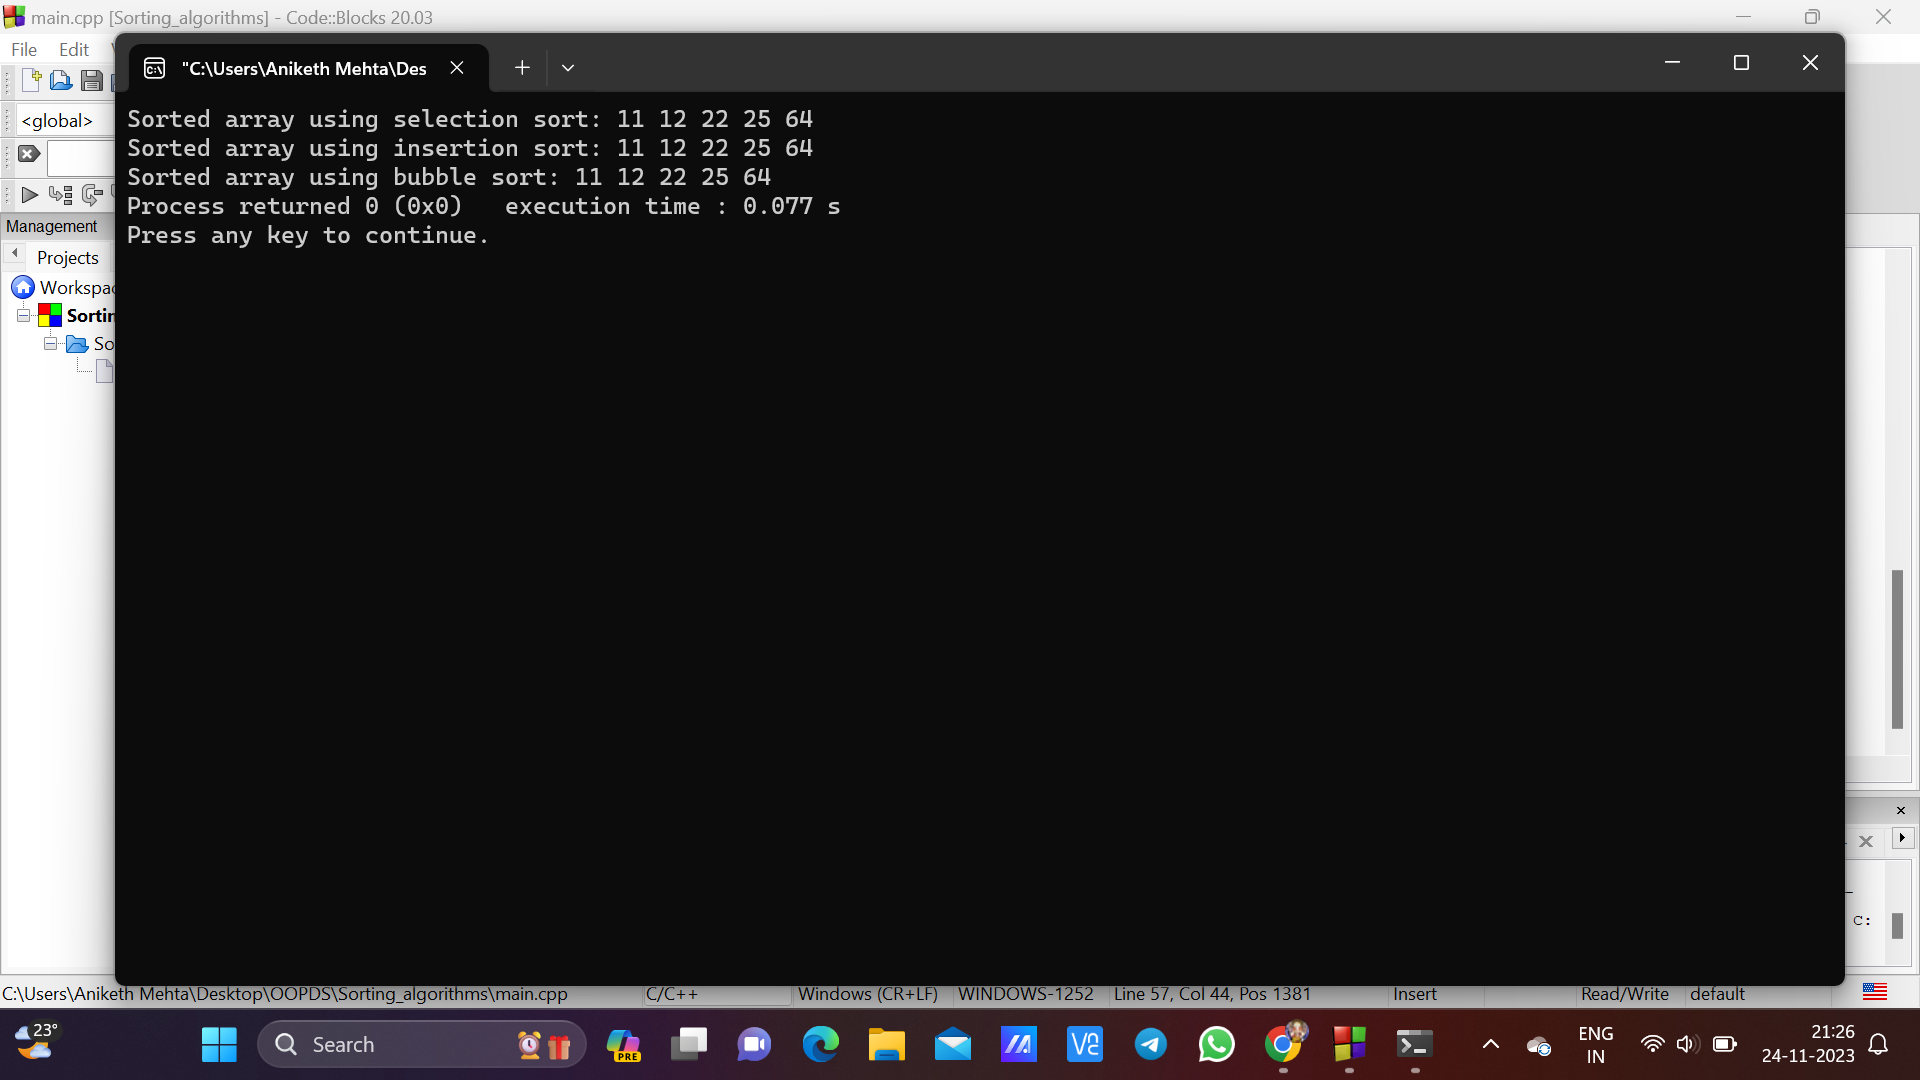 main.cpp [Sorting_algorithms] - Code::Blocks 20.03
File Edit
"C:\Users\Aniketh Mehta\Des
<global>
Sorted array using selection sort: 11 12 22 25 64
Sorted array using insertion sort: 11 12 22 25 64
Sorted array using bubble sort: 11 12 22 25 64
Process returned 0 (0x0)   execution time : 0.077 s
Press any key to continue.
Management
Projects
Workspac
Sortin
So
C:
C:\Users\Aniketh Mehta\Desktop\OOPDS\Sorting_algorithms\main.cpp C/C++ Windows (CR+LF) WINDOWS-1252 Line 57, Col 44, Pos 1381 Insert Read/Write default
23°
Search
PRE
ENG
IN
21:26
24-11-2023